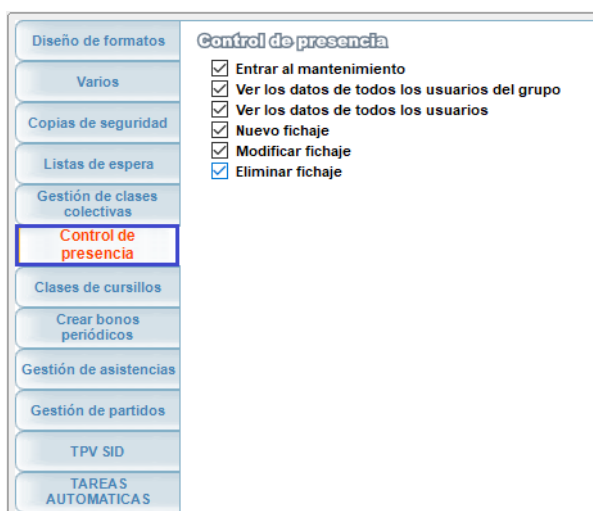 Diseño de formatos
Varios
Copias de seguridad
Listas de espera
Gestión de clases
colectivas
Control de
presencia
Clases de cursillos
Crear bonos
periódicos
Gestión de asistencias
Gestión de partidos
TPV SID
TAREAS
AUTOMATICAS
Control de presencia
Entrar al mantenimiento
Ver los datos de todos los usuarios del grupo
Ver los datos de todos los usuarios
Nuevo fichaje
Modificar fichaje
Eliminar fichaje